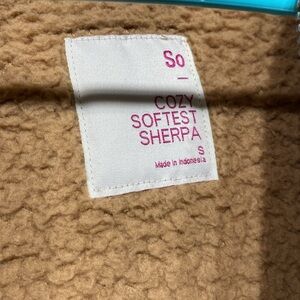 So
COZY
SOFTEST
SHERPA
S
Made in Indonesia